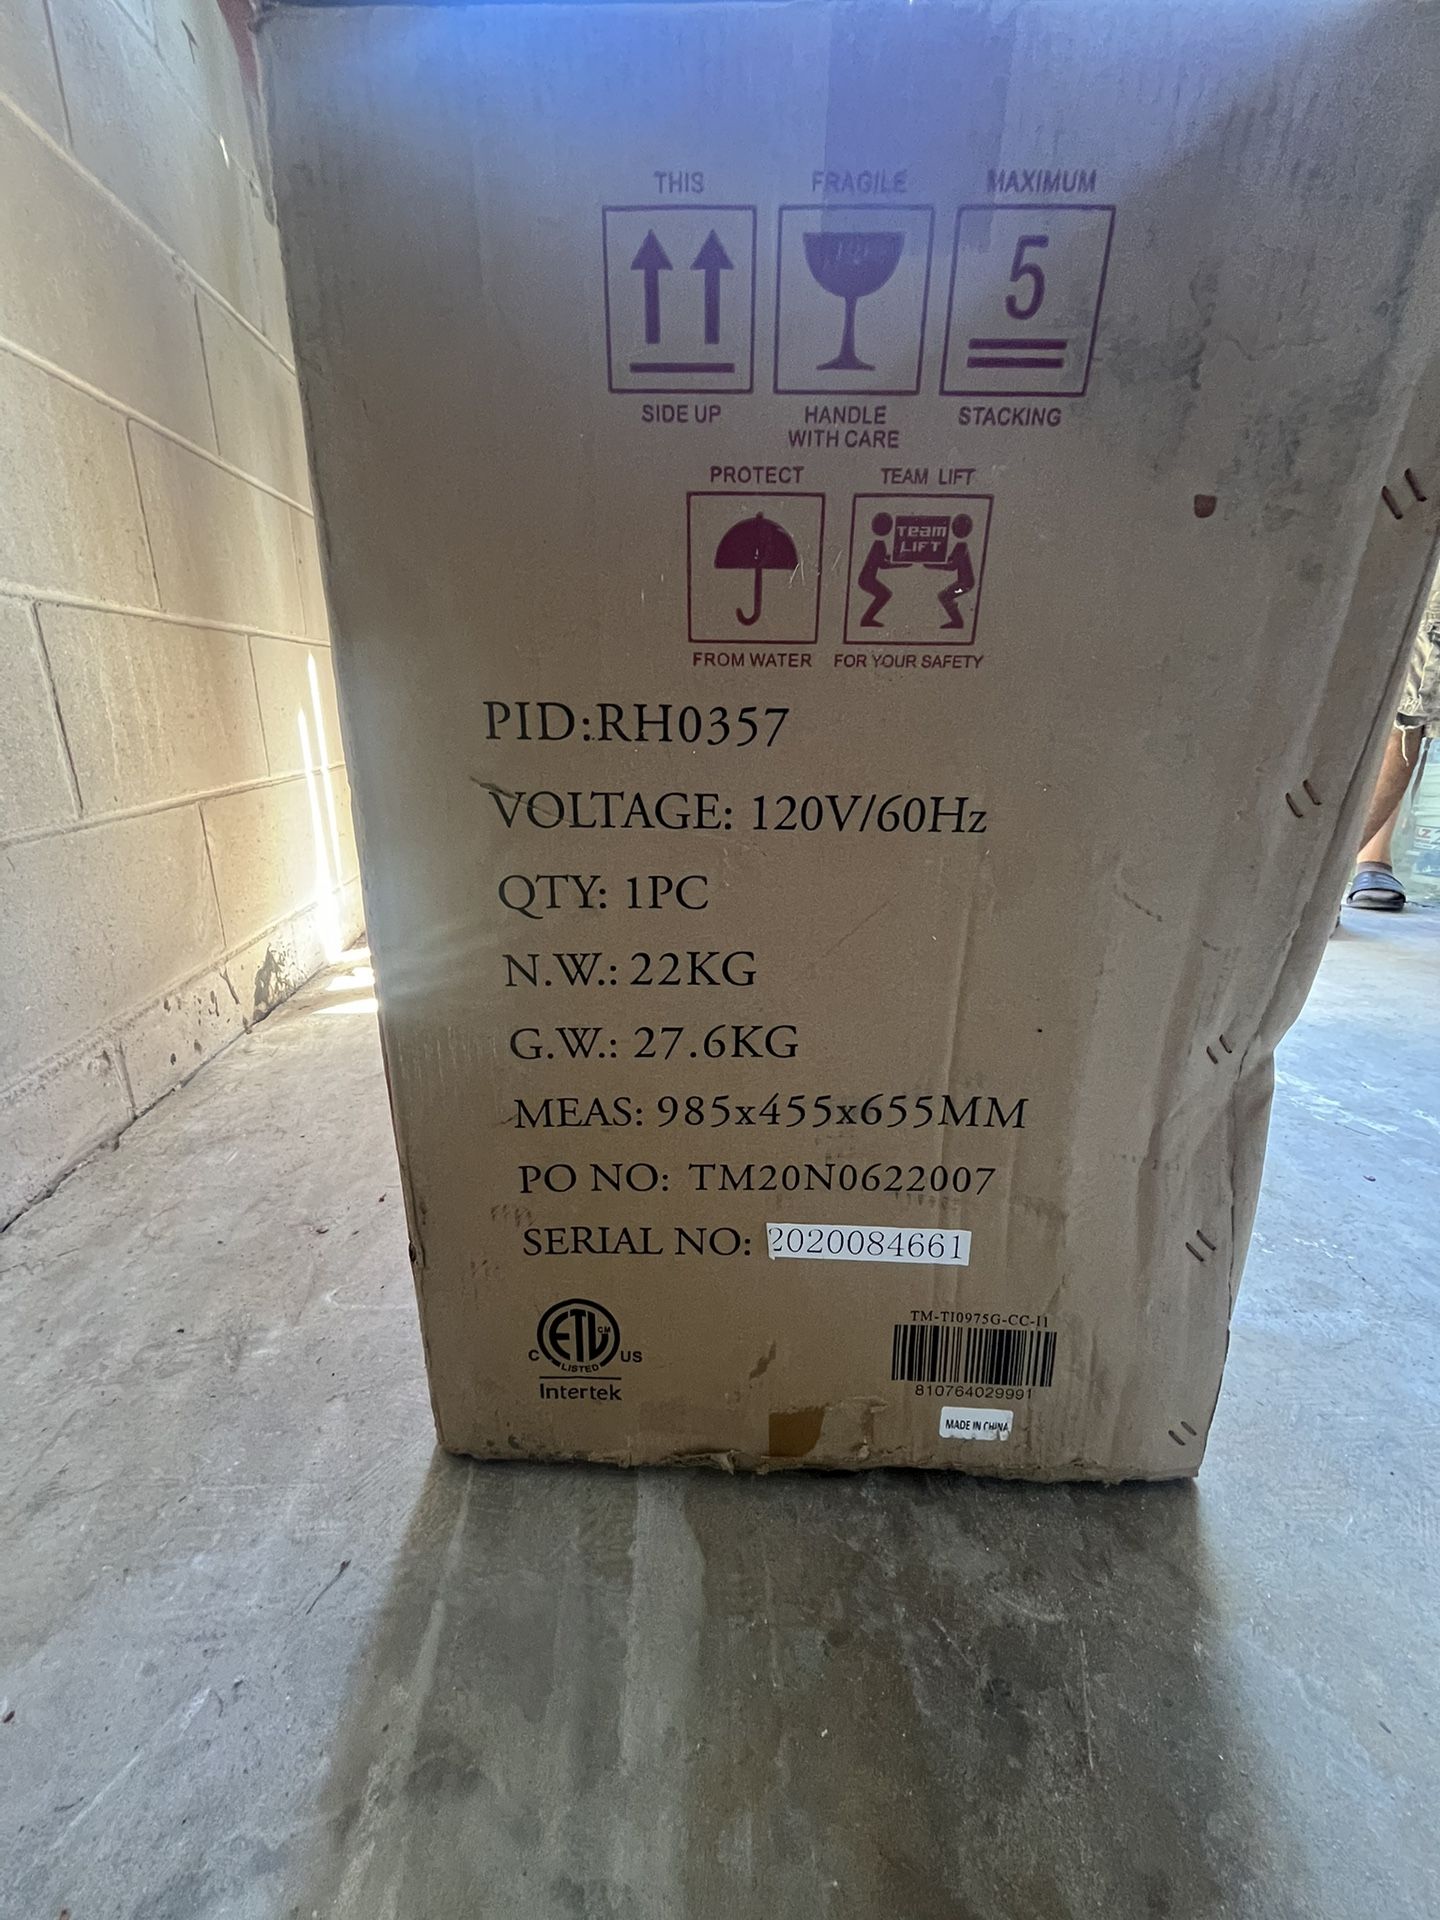 THIS FRAGILE MAXIMUM
5
SIDE UP HANDLE WITH CARE STACKING
PROTECT TEAM LIFT
Team LIFT
FROM WATER FOR YOUR SAFETY
PID:RH0357
VOLTAGE: 120V/60Hz
QTY: 1PC
N.W.: 22KG
G.W.: 27.6KG
MEAS: 985x455x655MM
PO NO: TM20N0622007
SERIAL NO: 2020084661
TM-TI0975G-CC-I1
ETL CM
C LISTED US
Intertek
810764029991
MADE IN CHINA